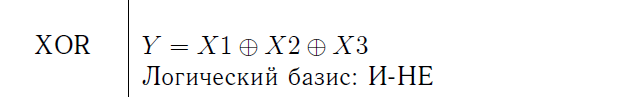 XOR Y = X1 ⊕ X2 ⊕ X3
Логический базис: И-НЕ